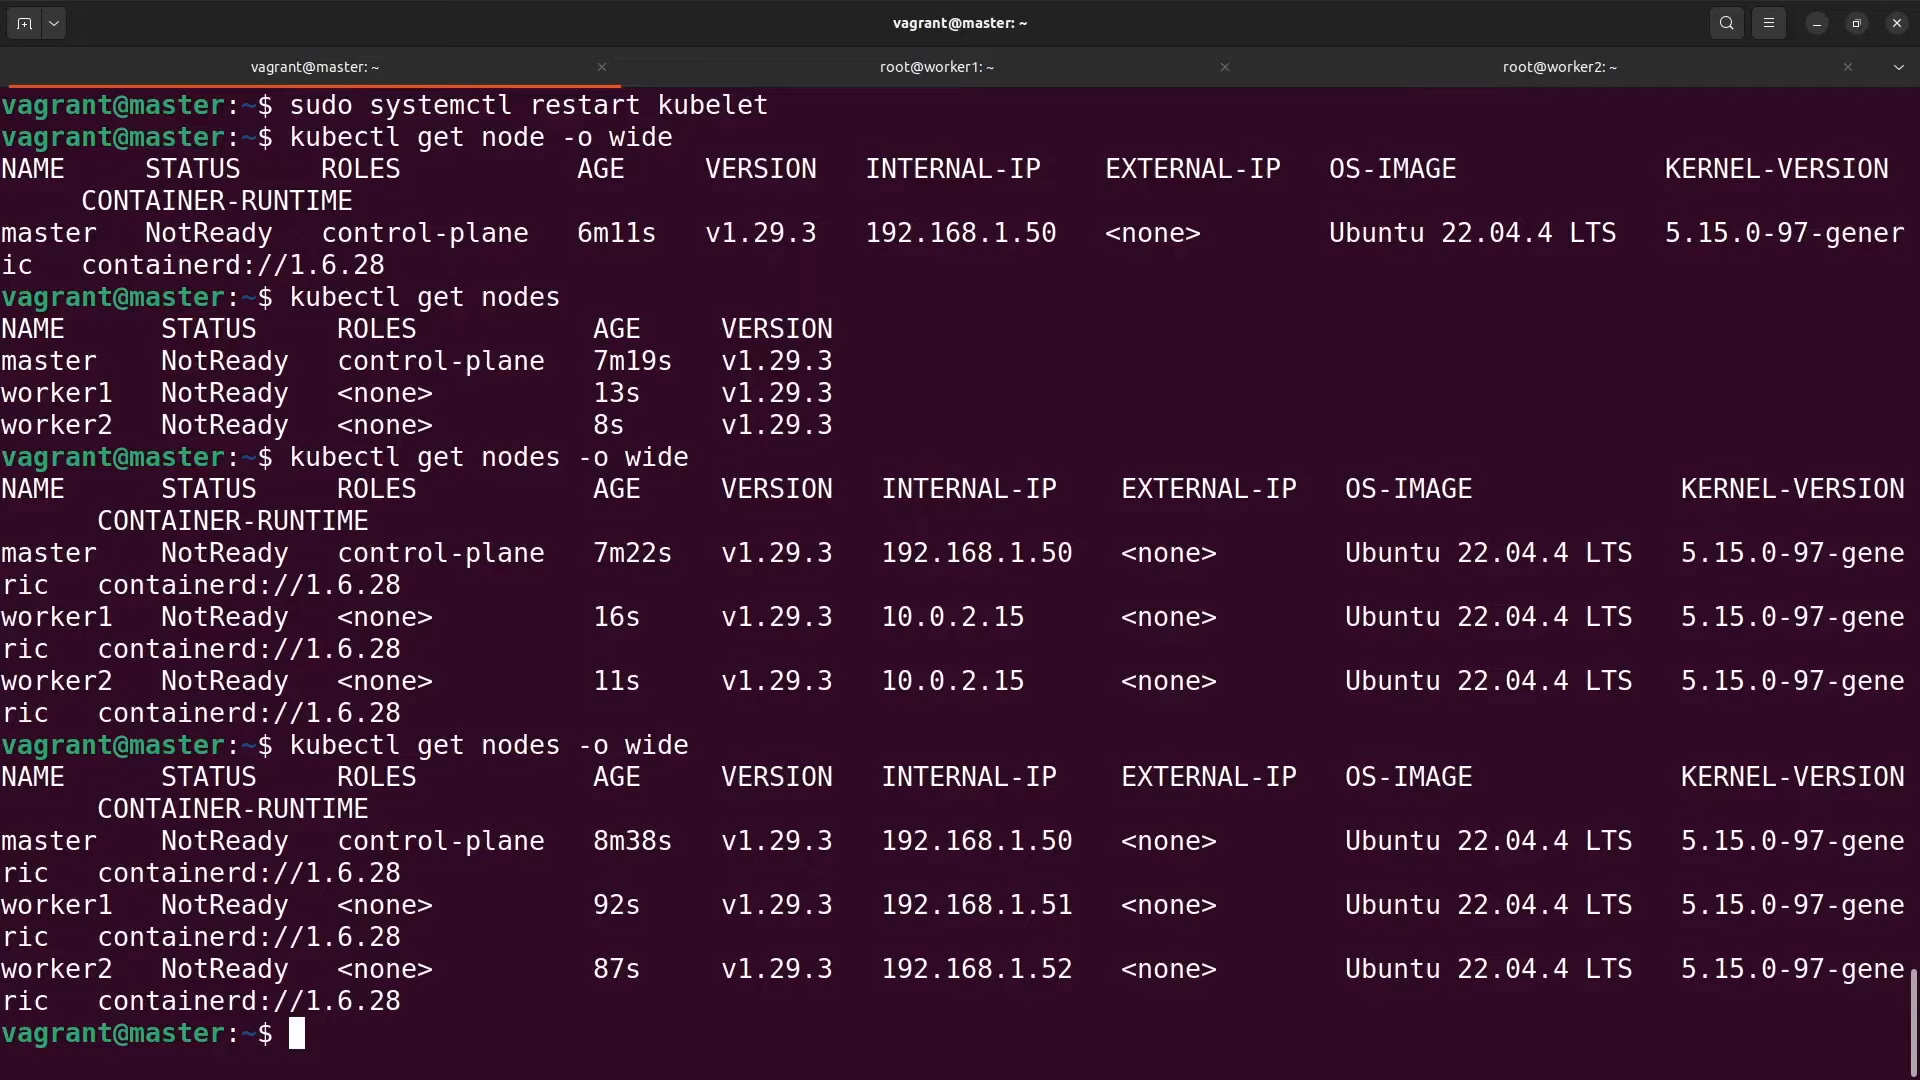 vagrant@master: ~
vagrant@master: ~ root@worker1: ~ root@worker2: ~
vagrant@master:~$ sudo systemctl restart kubelet
vagrant@master:~$ kubectl get node -o wide
NAME     STATUS     ROLES           AGE     VERSION   INTERNAL-IP    EXTERNAL-IP   OS-IMAGE             KERNEL-VERSION
     CONTAINER-RUNTIME
master   NotReady   control-plane   6m11s   v1.29.3   192.168.1.50   <none>        Ubuntu 22.04.4 LTS   5.15.0-97-gener
ic   containerd://1.6.28
vagrant@master:~$ kubectl get nodes
NAME      STATUS     ROLES           AGE     VERSION
master    NotReady   control-plane   7m19s   v1.29.3
worker1   NotReady   <none>          13s     v1.29.3
worker2   NotReady   <none>          8s      v1.29.3
vagrant@master:~$ kubectl get nodes -o wide
NAME      STATUS     ROLES           AGE     VERSION   INTERNAL-IP    EXTERNAL-IP   OS-IMAGE             KERNEL-VERSION
      CONTAINER-RUNTIME
master    NotReady   control-plane   7m22s   v1.29.3   192.168.1.50   <none>        Ubuntu 22.04.4 LTS   5.15.0-97-gene
ric   containerd://1.6.28
worker1   NotReady   <none>          16s     v1.29.3   10.0.2.15      <none>        Ubuntu 22.04.4 LTS   5.15.0-97-gene
ric   containerd://1.6.28
worker2   NotReady   <none>          11s     v1.29.3   10.0.2.15      <none>        Ubuntu 22.04.4 LTS   5.15.0-97-gene
ric   containerd://1.6.28
vagrant@master:~$ kubectl get nodes -o wide
NAME      STATUS     ROLES           AGE     VERSION   INTERNAL-IP    EXTERNAL-IP   OS-IMAGE             KERNEL-VERSION
      CONTAINER-RUNTIME
master    NotReady   control-plane   8m38s   v1.29.3   192.168.1.50   <none>        Ubuntu 22.04.4 LTS   5.15.0-97-gene
ric   containerd://1.6.28
worker1   NotReady   <none>          92s     v1.29.3   192.168.1.51   <none>        Ubuntu 22.04.4 LTS   5.15.0-97-gene
ric   containerd://1.6.28
worker2   NotReady   <none>          87s     v1.29.3   192.168.1.52   <none>        Ubuntu 22.04.4 LTS   5.15.0-97-gene
ric   containerd://1.6.28
vagrant@master:~$